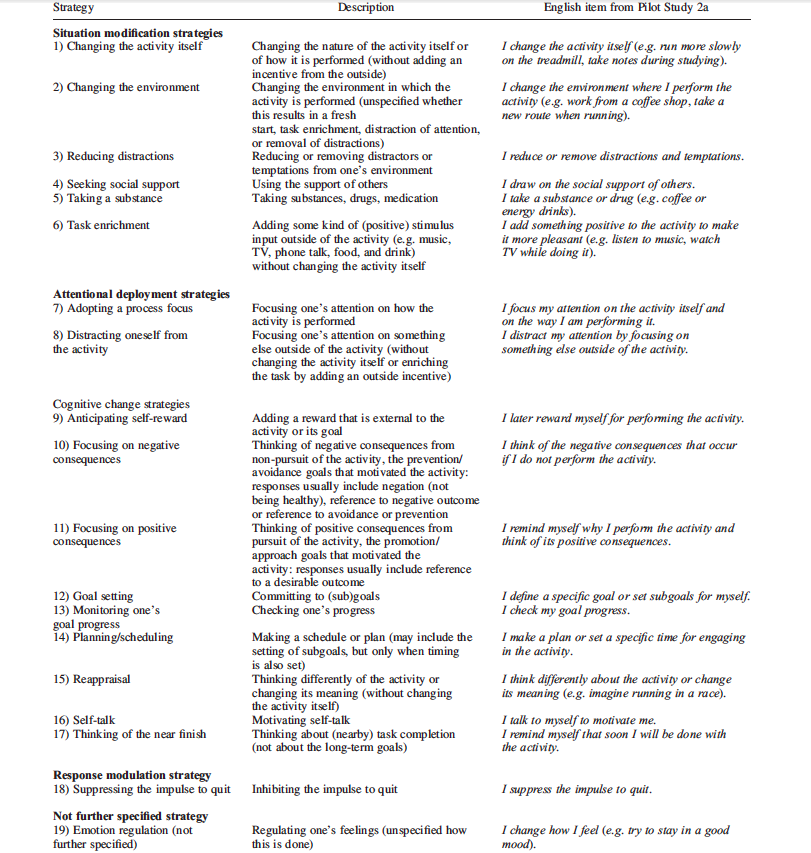 Strategy Description English item from Pilot Study 2a
Situation modification strategies
1) Changing the activity itself Changing the nature of the activity itself or I change the activity itself (e.g. run more slowly
of how it is performed (without adding an on the treadmill, take notes during studying).
incentive from the outside)
2) Changing the environment Changing the environment in which the I change the environment where I perform the
activity is performed (unspecified whether activity (e.g. work from a coffee shop, take a
this results in a fresh new route when running).
start, task enrichment, distraction of attention,
or removal of distractions)
3) Reducing distractions Reducing or removing distractors or I reduce or remove distractions and temptations.
temptations from one's environment
4) Seeking social support Using the support of others I draw on the social support of others.
5) Taking a substance Taking substances, drugs, medication I take a substance or drug (e.g. coffee or
energy drinks).
6) Task enrichment Adding some kind of (positive) stimulus I add something positive to the activity to make
input outside of the activity (e.g. music, it more pleasant (e.g. listen to music, watch
TV, phone talk, food, and drink) TV while doing it).
without changing the activity itself
Attentional deployment strategies
7) Adopting a process focus Focusing one's attention on how the I focus my attention on the activity itself and
activity is performed on the way I am performing it.
8) Distracting oneself from Focusing one's attention on something I distract my attention by focusing on
the activity else outside of the activity (without something else outside of the activity.
changing the activity itself or enriching
the task by adding an outside incentive)
Cognitive change strategies
9) Anticipating self-reward Adding a reward that is external to the I later reward myself for performing the activity.
activity or its goal
10) Focusing on negative Thinking of negative consequences from I think of the negative consequences that occur
consequences non-pursuit of the activity, the prevention/ if I do not perform the activity.
avoidance goals that motivated the activity:
responses usually include negation (not
being healthy), reference to negative outcome
or reference to avoidance or prevention
11) Focusing on positive Thinking of positive consequences from I remind myself why I perform the activity and
consequences pursuit of the activity, the promotion/ think of its positive consequences.
approach goals that motivated the
activity: responses usually include reference
to a desirable outcome
12) Goal setting Committing to (sub)goals I define a specific goal or set subgoals for myself.
13) Monitoring one's Checking one's progress I check my goal progress.
goal progress
14) Planning/scheduling Making a schedule or plan (may include the I make a plan or set a specific time for engaging
setting of subgoals, but only when timing in the activity.
is also set)
15) Reappraisal Thinking differently of the activity or I think differently about the activity or change
changing its meaning (without changing its meaning (e.g. imagine running in a race).
the activity itself)
16) Self-talk Motivating self-talk I talk to myself to motivate me.
17) Thinking of the near finish Thinking about (nearby) task completion I remind myself that soon I will be done with
(not about the long-term goals) the activity.
Response modulation strategy
18) Suppressing the impulse to quit Inhibiting the impulse to quit I suppress the impulse to quit.
Not further specified strategy
19) Emotion regulation (not Regulating one's feelings (unspecified how I change how I feel (e.g. try to stay in a good
further specified) this is done) mood).